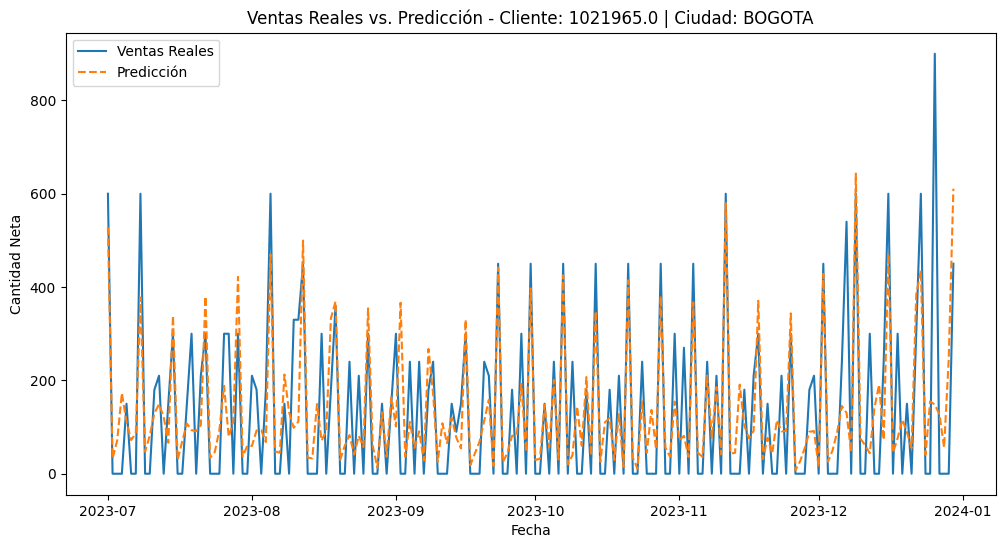 Ventas Reales vs. Predicción - Cliente: 1021965.0 | Ciudad: BOGOTA
Ventas Reales
Predicción
Cantidad Neta
800
600
400
200
0
2023-07
2023-08
2023-09
2023-10
2023-11
2023-12
2024-01
Fecha